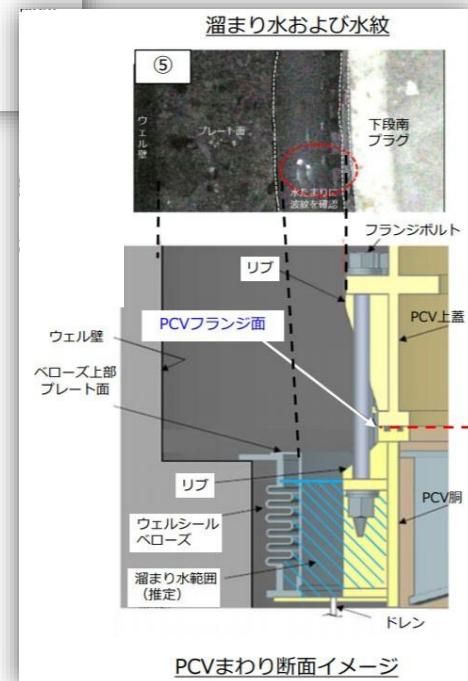 溜まり水および水紋
⑤
ウェル壁
プレート面
下段南
プラグ
水たまりに
波紋を確認
フランジボルト
リブ
PCVフランジ面
PCV上蓋
ウェル壁
ベローズ上部
プレート面
リブ
PCV胴
ウェルシール
ベローズ
溜まり水範囲
（推定）
ドレン
PCVまわり断面イメージ